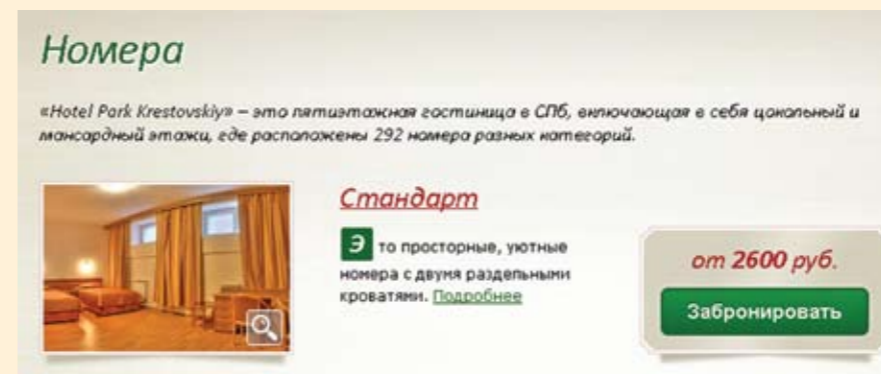 Номера
«Hotel Park Krestovskiy» – это пятиэтажная гостиница в СПб, включающая в себя цокольный и
мансардный этажи, где расположены 292 номера разных категорий.
Стандарт
Это просторные, уютные
номера с двумя раздельными
кроватями. Подробнее
от 2600 руб.
Забронировать